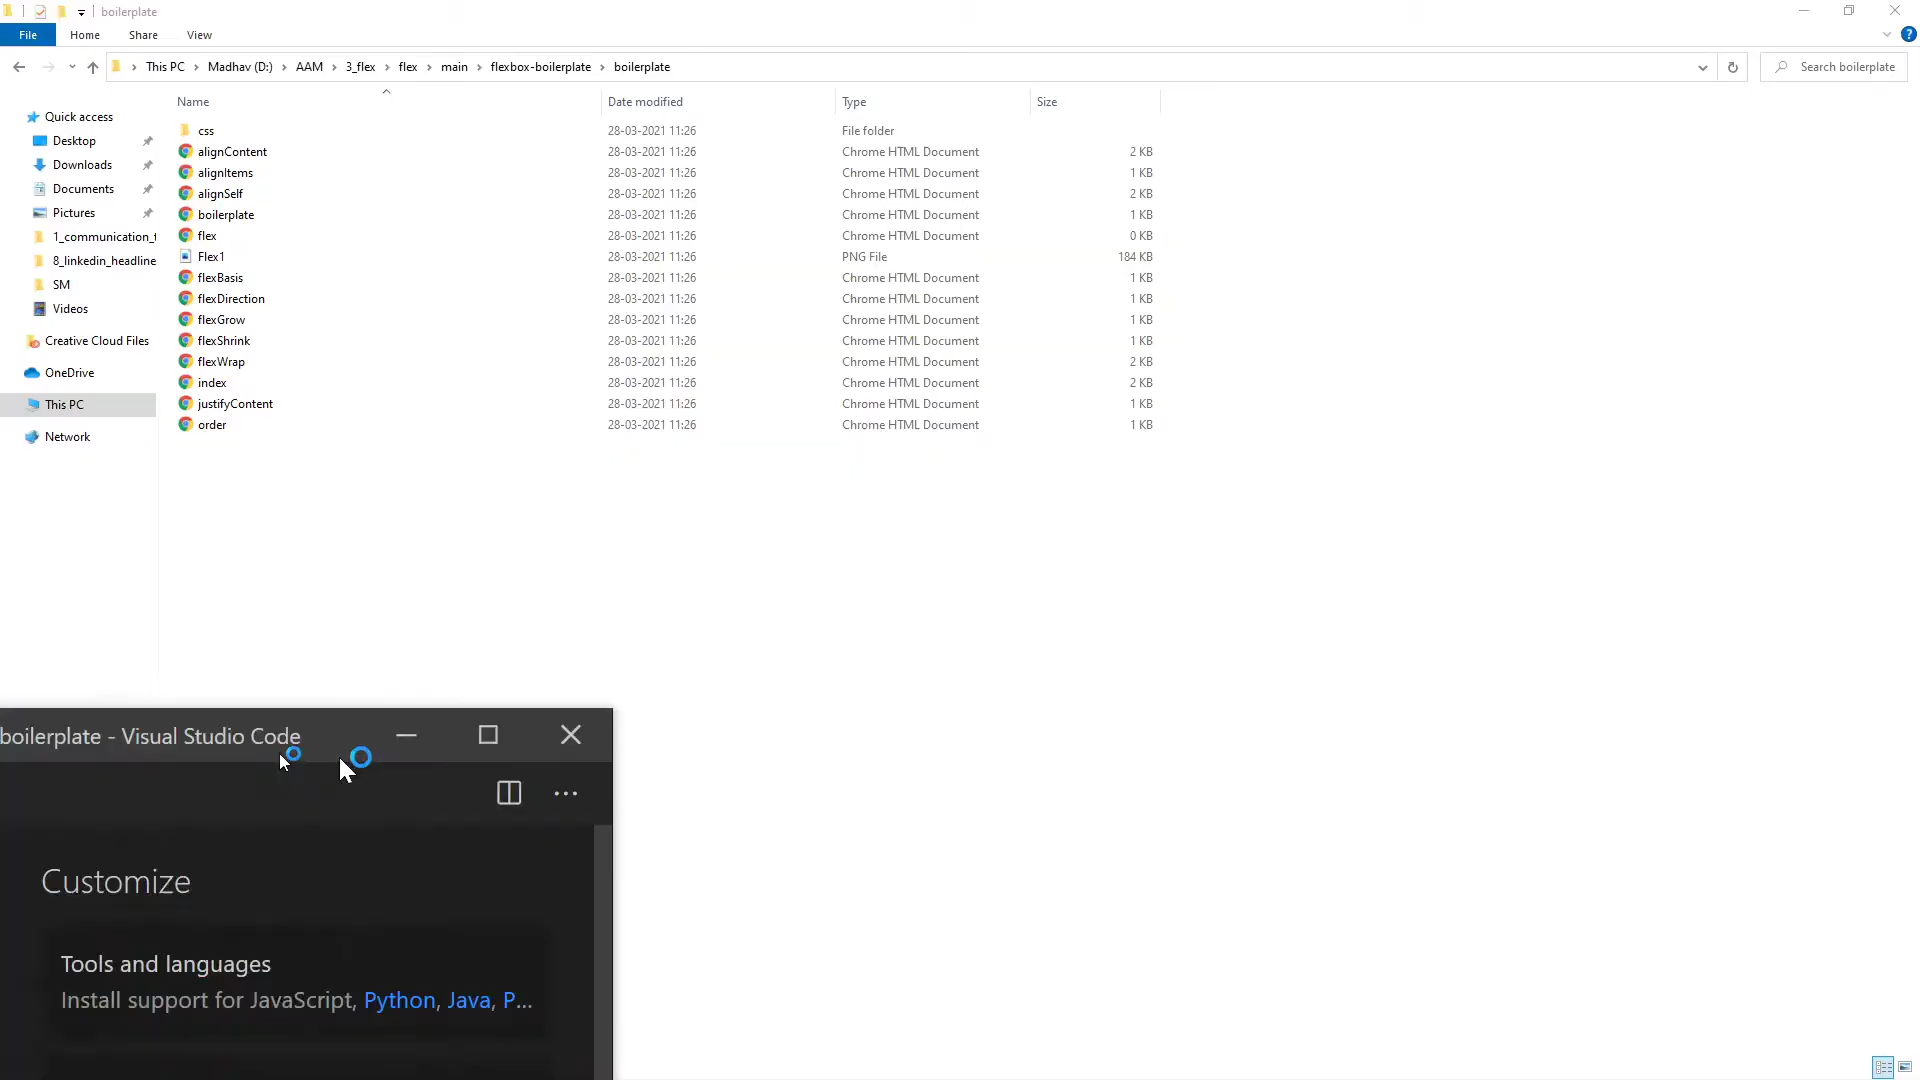 boilerplate
File Home Share View
This PC > Madhav (D:) > AAM > 3_flex > flex > main > flexbox-boilerplate > boilerplate
Search boilerplate
Name Date modified Type Size
Quick access
Desktop
Downloads
Documents
Pictures
1_communication_t
8_linkedin_headline
SM
Videos
Creative Cloud Files
OneDrive
This PC
Network
css 28-03-2021 11:26 File folder
alignContent 28-03-2021 11:26 Chrome HTML Document 2 KB
alignItems 28-03-2021 11:26 Chrome HTML Document 1 KB
alignSelf 28-03-2021 11:26 Chrome HTML Document 2 KB
boilerplate 28-03-2021 11:26 Chrome HTML Document 1 KB
flex 28-03-2021 11:26 Chrome HTML Document 0 KB
Flex1 28-03-2021 11:26 PNG File 184 KB
flexBasis 28-03-2021 11:26 Chrome HTML Document 1 KB
flexDirection 28-03-2021 11:26 Chrome HTML Document 1 KB
flexGrow 28-03-2021 11:26 Chrome HTML Document 1 KB
flexShrink 28-03-2021 11:26 Chrome HTML Document 1 KB
flexWrap 28-03-2021 11:26 Chrome HTML Document 2 KB
index 28-03-2021 11:26 Chrome HTML Document 2 KB
justifyContent 28-03-2021 11:26 Chrome HTML Document 1 KB
order 28-03-2021 11:26 Chrome HTML Document 1 KB
boilerplate - Visual Studio Code
Customize
Tools and languages
Install support for JavaScript, Python, Java, P...